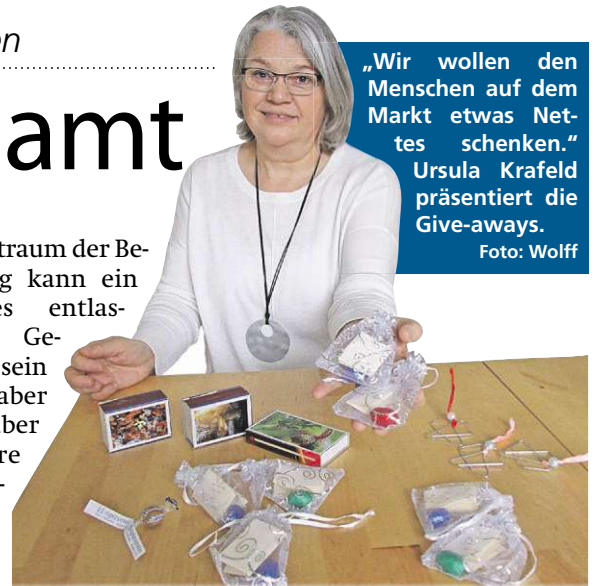 en
amt
„Wir wollen den
Menschen auf dem
Markt etwas Net-
tes schenken.“
Ursula Krafeld
präsentiert die
Give-aways.
Foto: Wolff
traum der Be-
g kann ein
es entlas-
Ge-
sein
aber
ber
re
-